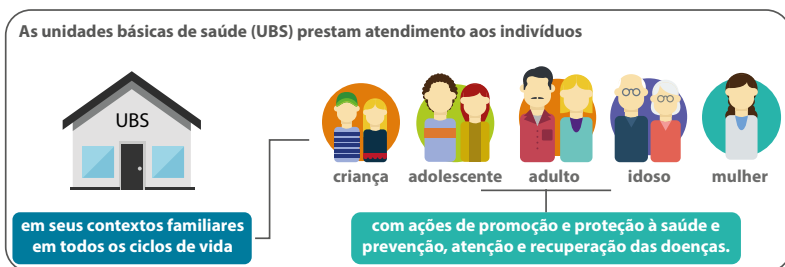 As unidades básicas de saúde (UBS) prestam atendimento aos indivíduos
UBS
criança adolescente adulto idoso mulher
em seus contextos familiares
em todos os ciclos de vida
com ações de promoção e proteção à saúde e
prevenção, atenção e recuperação das doenças.